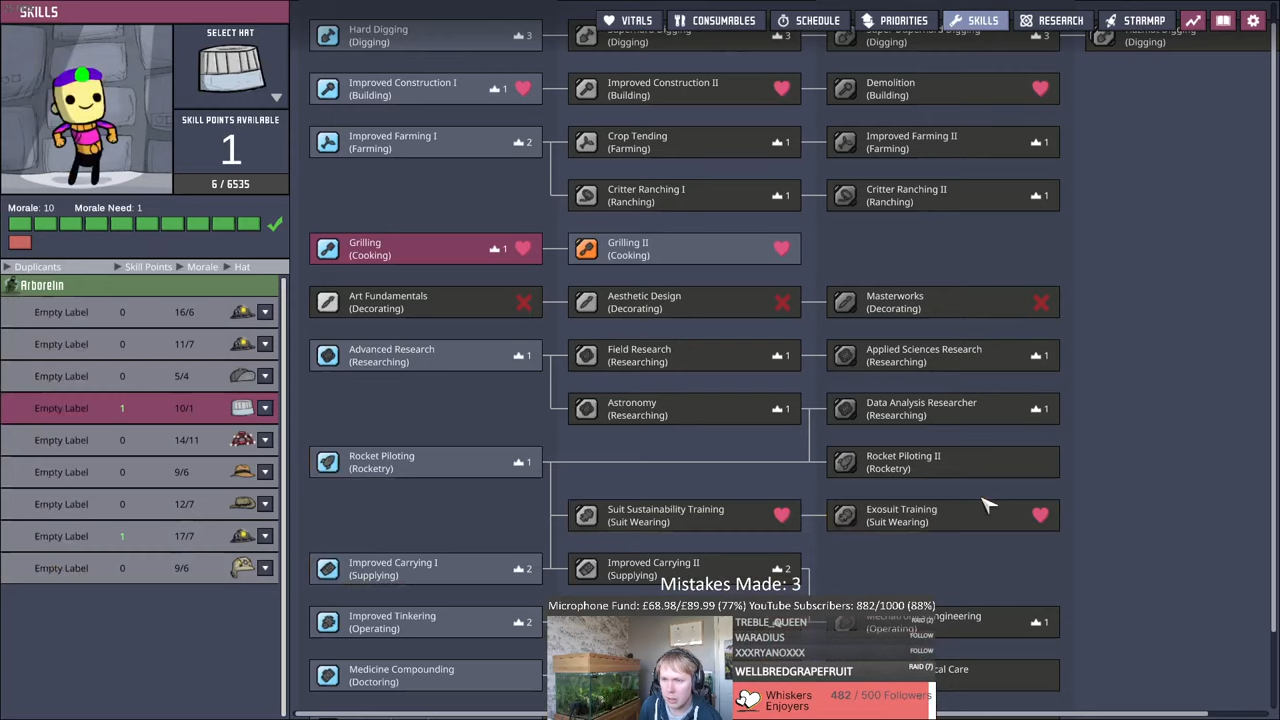 SKILLS
VITALS
CONSUMABLES
SCHEDULE
PRIORITIES
SKILLS
RESEARCH
STARMAP
SELECT HAT
SKILL POINTS AVAILABLE
1
6 / 6535
Morale: 10 Morale Need: 1
Duplicants Skill Points Morale Hat
Arborelin
Empty Label 0 16/6
Empty Label 0 11/7
Empty Label 0 5/4
Empty Label 1 10/1
Empty Label 0 14/11
Empty Label 0 9/6
Empty Label 0 12/7
Empty Label 1 17/7
Empty Label 0 9/6
Hard Digging
(Digging)
3
(Digging)
3
(Digging)
3
(Digging)
Improved Construction I
(Building)
1
Improved Construction II
(Building)
Demolition
(Building)
Improved Farming I
(Farming)
2
Crop Tending
(Farming)
1
Improved Farming II
(Farming)
1
Critter Ranching I
(Ranching)
1
Critter Ranching II
(Ranching)
1
Grilling
(Cooking)
1
Grilling II
(Cooking)
Art Fundamentals
(Decorating)
Aesthetic Design
(Decorating)
Masterworks
(Decorating)
Advanced Research
(Researching)
1
Field Research
(Researching)
1
Applied Sciences Research
(Researching)
1
Astronomy
(Researching)
1
Data Analysis Researcher
(Researching)
1
Rocket Piloting
(Rocketry)
1
Rocket Piloting II
(Rocketry)
Suit Sustainability Training
(Suit Wearing)
Exosuit Training
(Suit Wearing)
Improved Carrying I
(Supplying)
2
Improved Carrying II
(Supplying)
2
Improved Tinkering
(Operating)
2
(Operating)
1
Medicine Compounding
(Doctoring)
Care
Mistakes Made: 3
Microphone Fund: £68.98/£89.99 (77%) YouTube Subscribers: 882/1000 (88%)
TREBLE_QUEEN RAID (2)
WARADIUS FOLLOW
XXXRYANOXXX FOLLOW
WELLBREDGRAPEFRUIT RAID (7)
Whiskers
Enjoyers
482 / 500 Followers